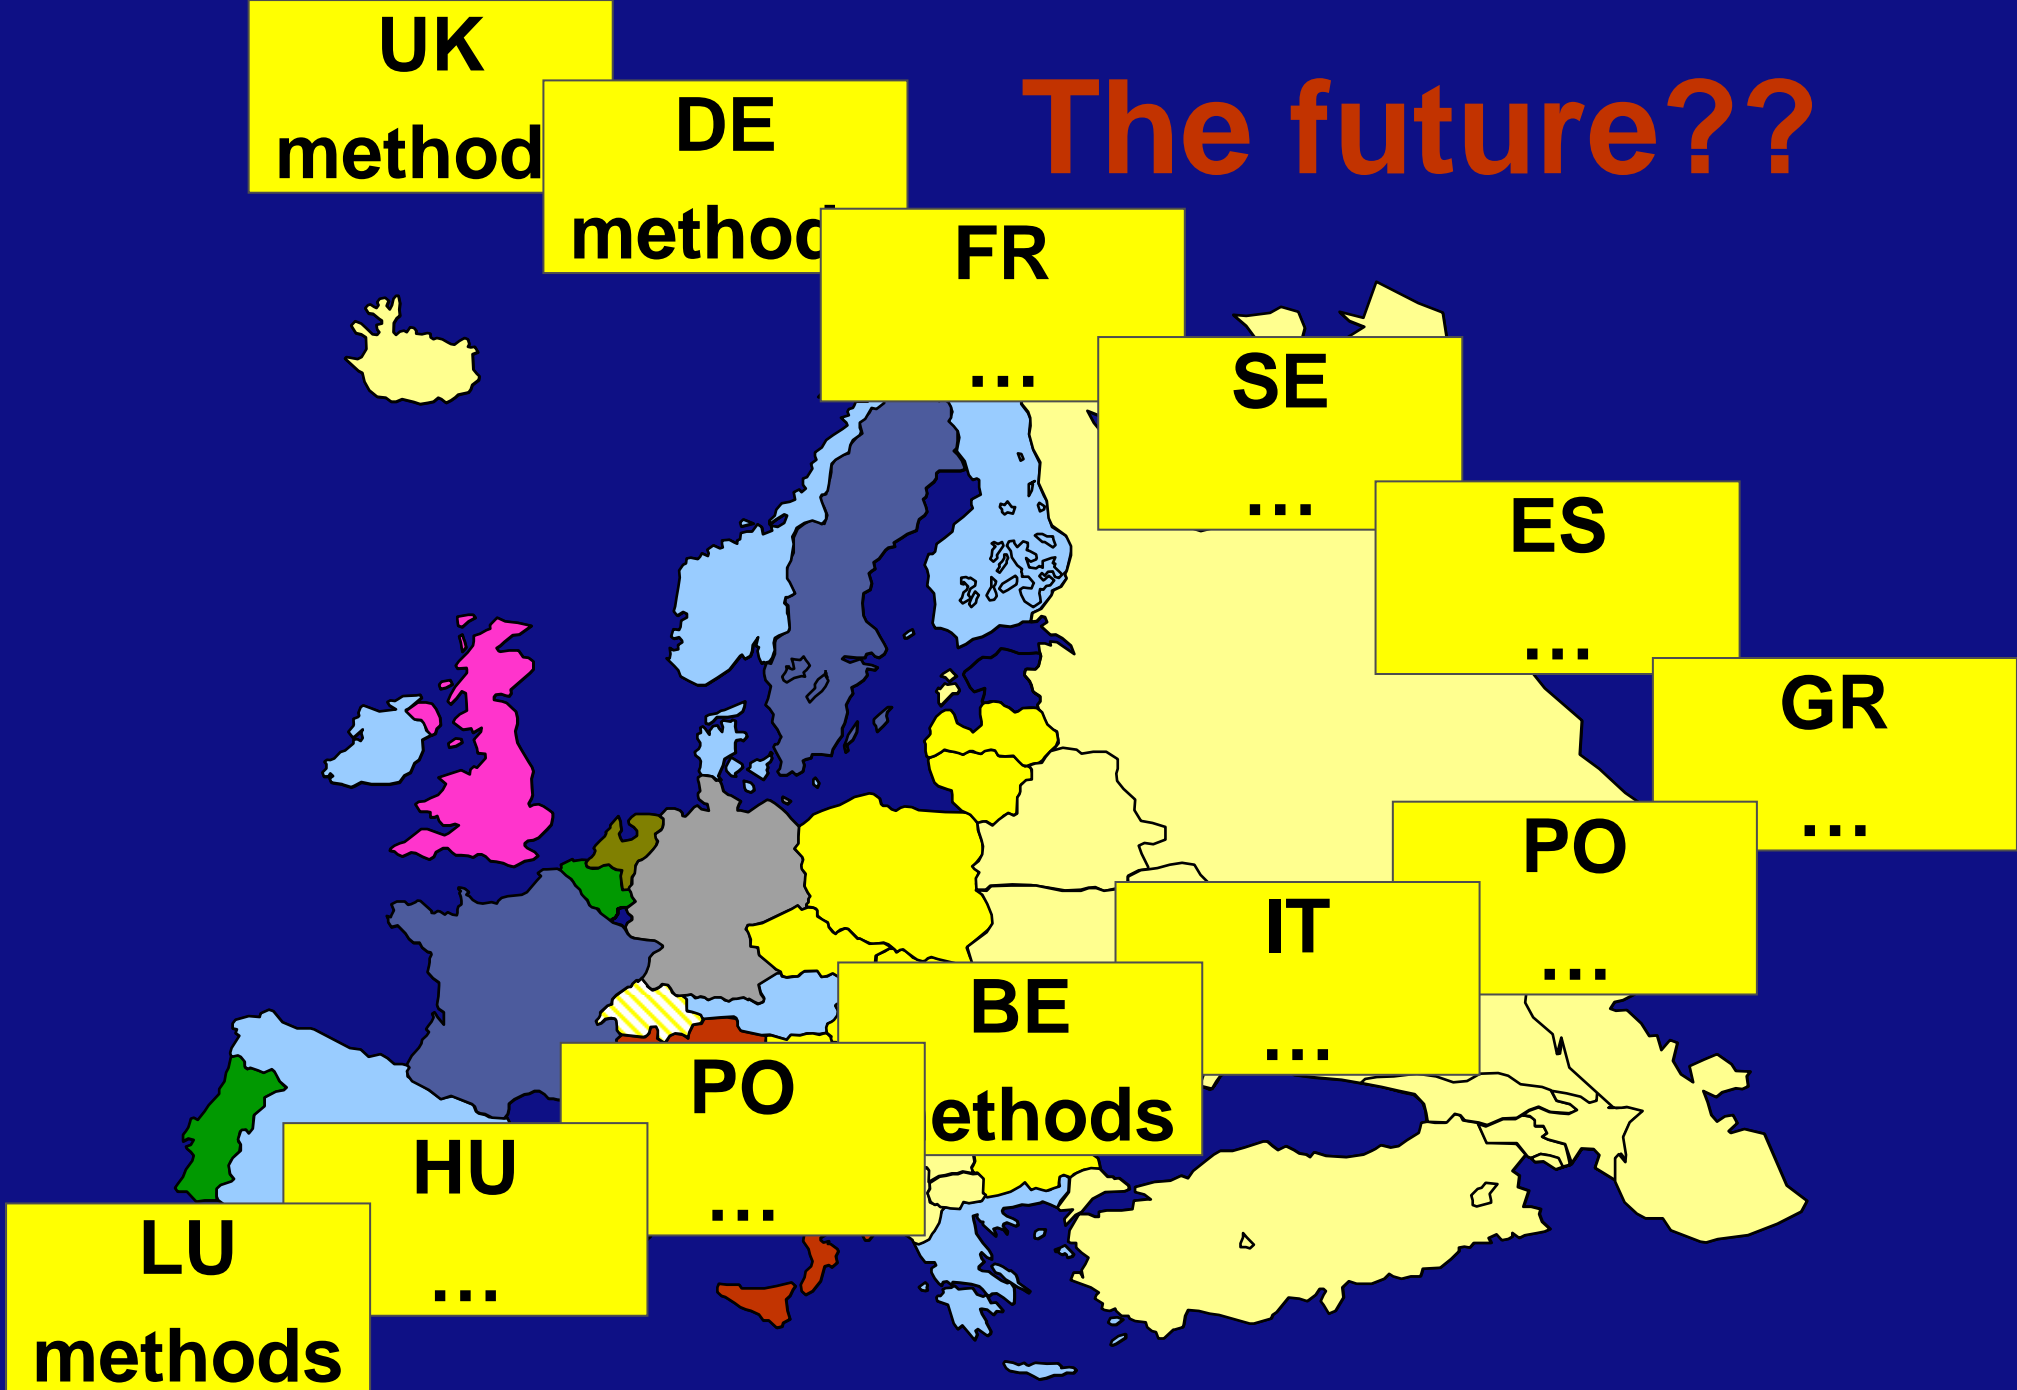 UK
method
The future??
DE
method
FR
...
SE
...
ES
...
GR
...
PO
...
IT
...
BE
ethods
PO
...
HU
...
LU
methods